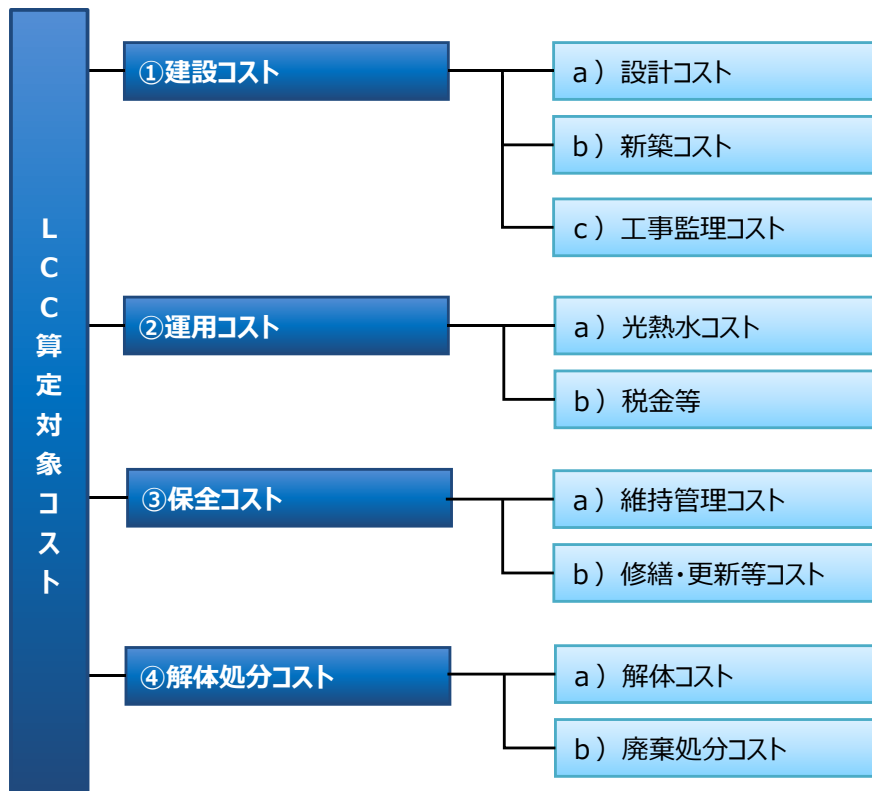 LCC算定対象コスト
①建設コスト
a）設計コスト
b）新築コスト
c）工事監理コスト
②運用コスト
a）光熱水コスト
b）税金等
③保全コスト
a）維持管理コスト
b）修繕・更新等コスト
④解体処分コスト
a）解体コスト
b）廃棄処分コスト